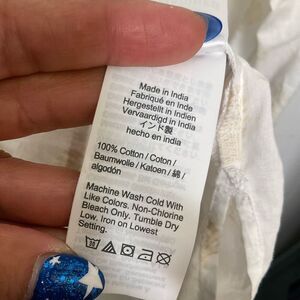 Made in India
Fabriqué en Inde
Hergestellt in Indien
Vervaardigd in India
インド製
hecho en india
100% Cotton / Coton /
Baumwolle / Katoen / 綿 /
algodón
Machine Wash Cold With
Like Colors. Non-Chlorine
Bleach Only. Tumble Dry
Low. Iron on Lowest
Setting.